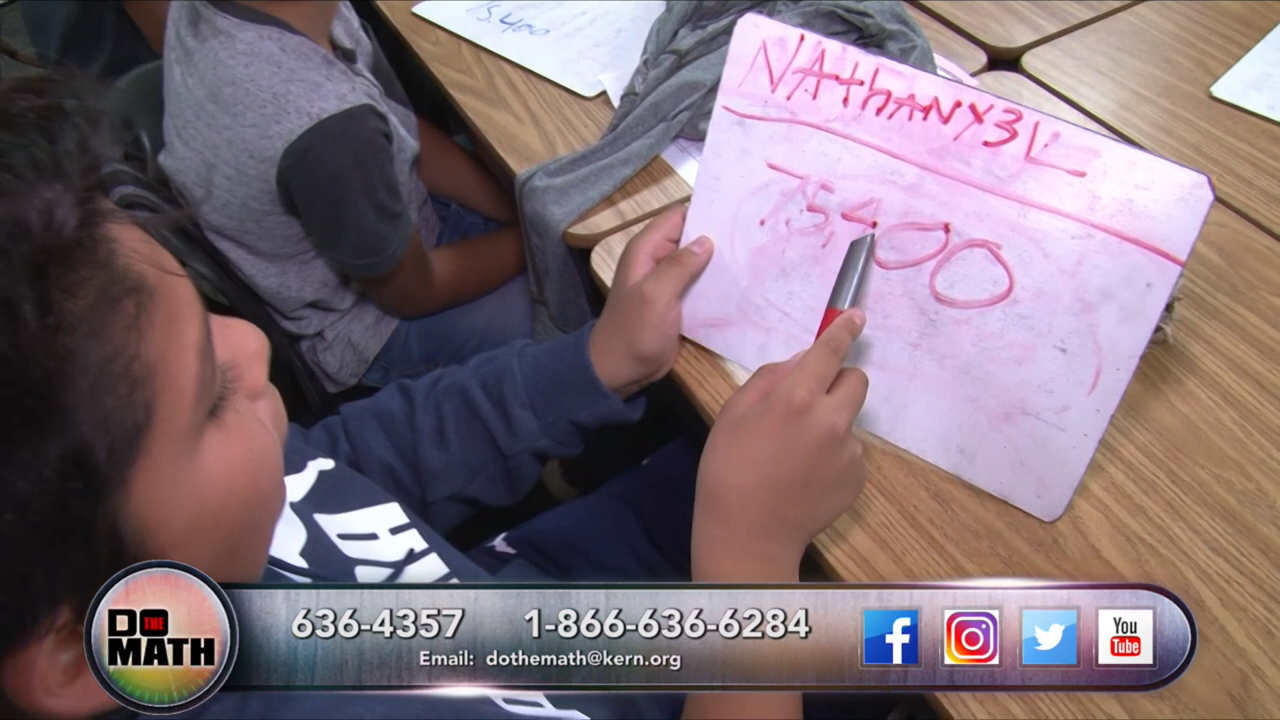 15,400
NAthANY3L
75,400
DO THE MATH
636-4357 1-866-636-6284
Email: dothemath@kern.org
f
You Tube